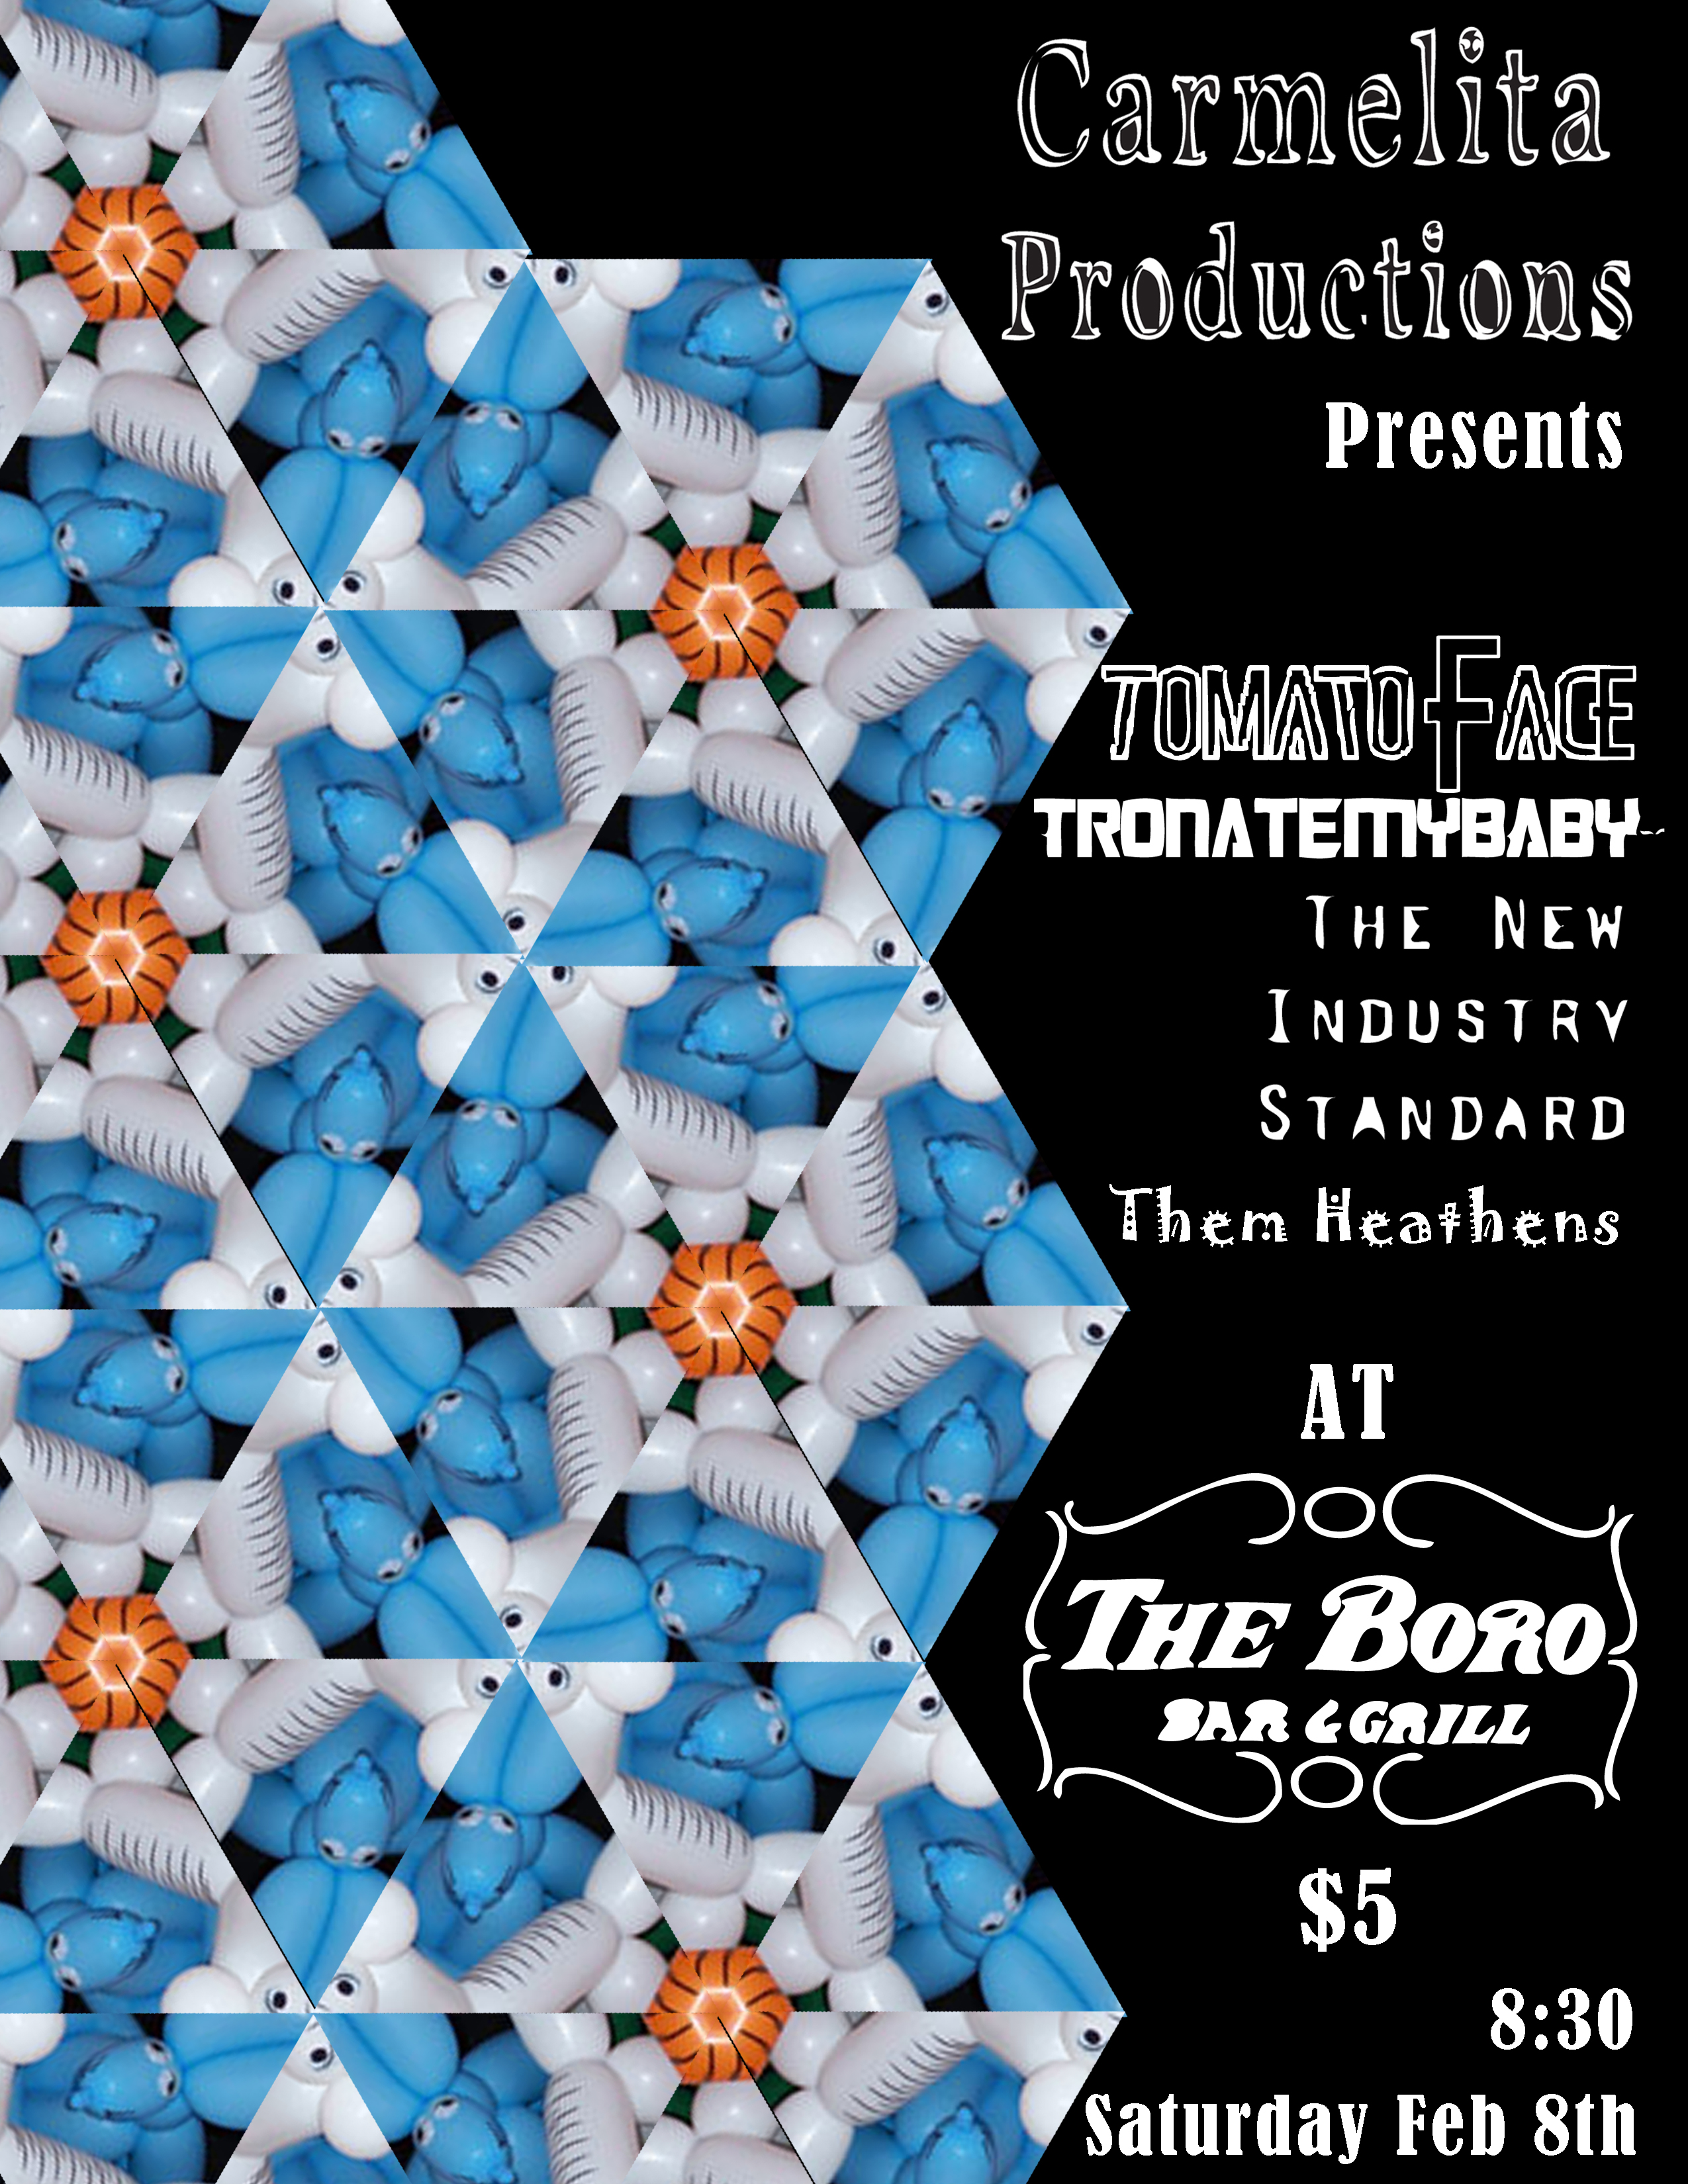 Carmelita
Productions
Presents
TOMATOFACE
TRONATEMYBABY
THE NEW
INDUSTRY
STANDARD
Them Heathens
AT
THE BORO
BAR & GRILL
$5
8:30
Saturday Feb 8th